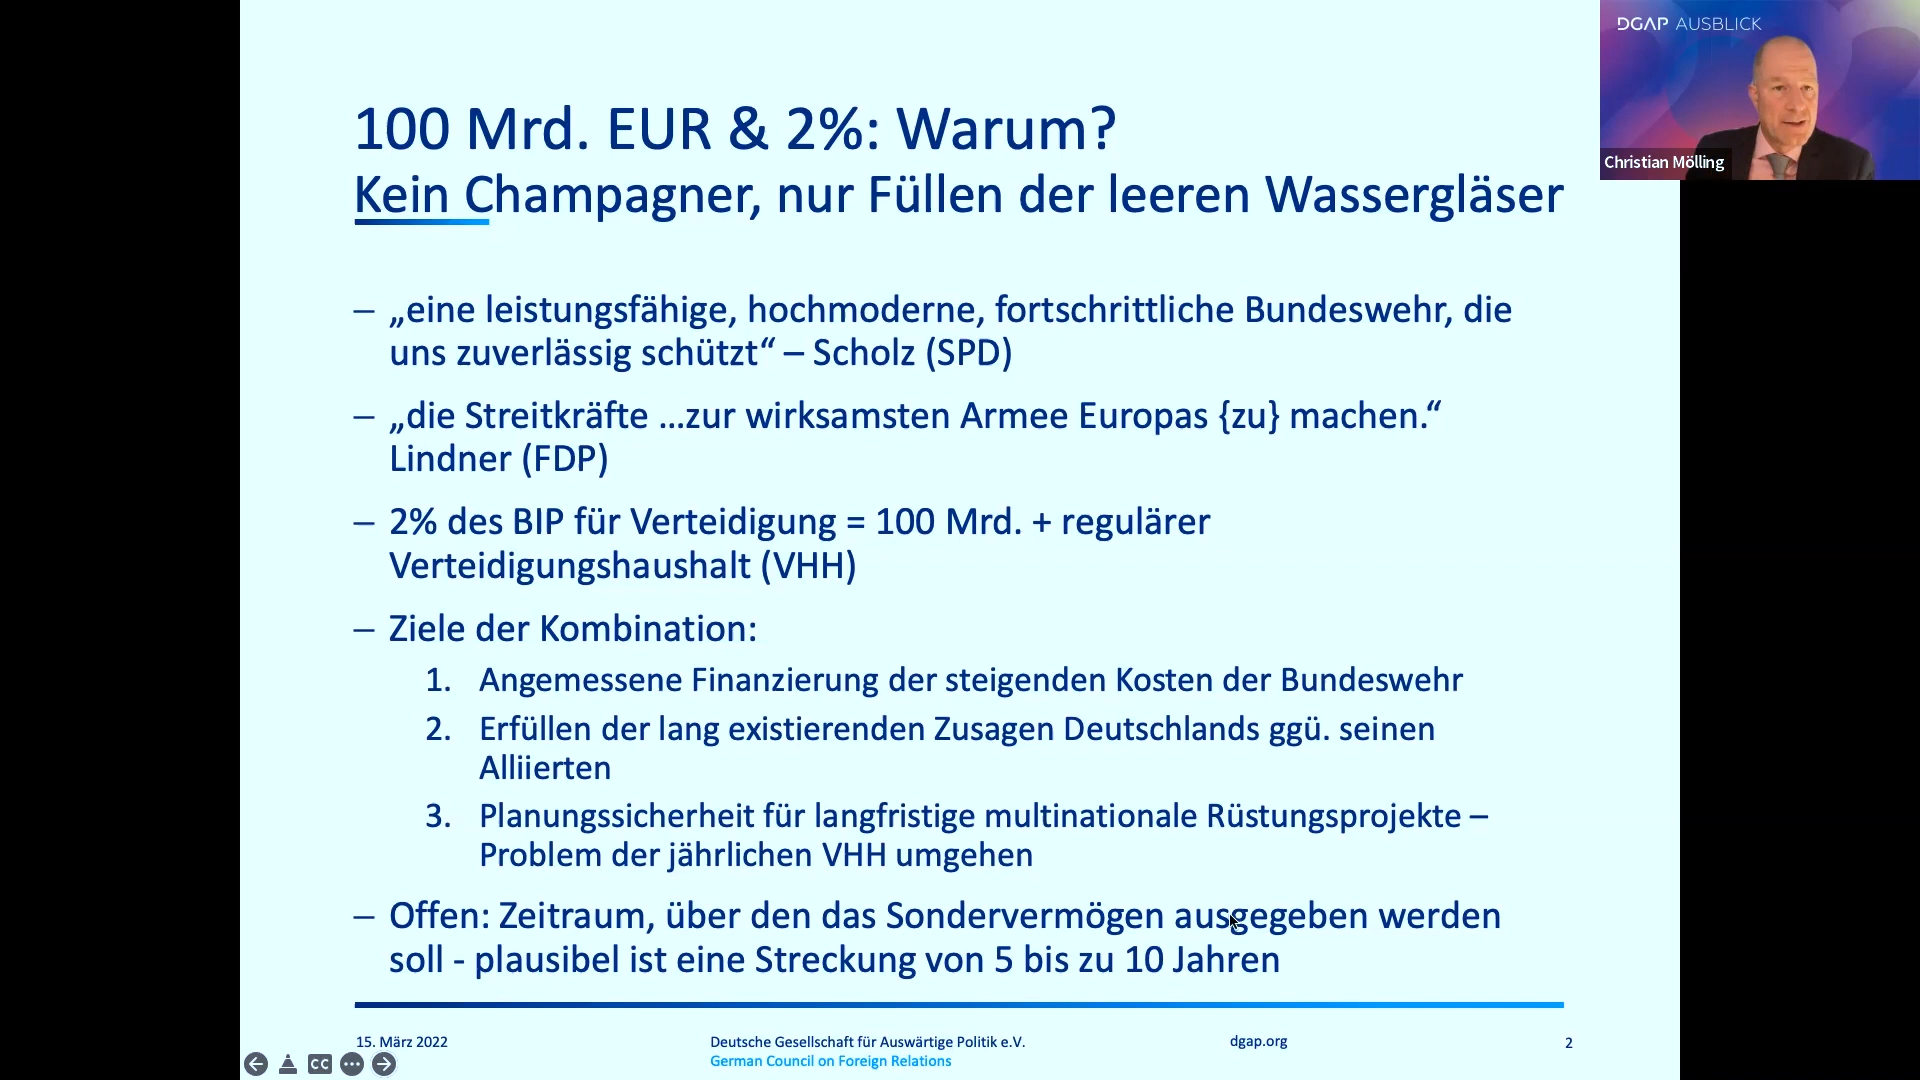 DGAP AUSBLICK
Christian Mölling
100 Mrd. EUR & 2%: Warum?
Kein Champagner, nur Füllen der leeren Wassergläser
– „eine leistungsfähige, hochmoderne, fortschrittliche Bundeswehr, die
uns zuverlässig schützt“ – Scholz (SPD)
– „die Streitkräfte ...zur wirksamsten Armee Europas {zu} machen.“
Lindner (FDP)
– 2% des BIP für Verteidigung = 100 Mrd. + regulärer
Verteidigungshaushalt (VHH)
– Ziele der Kombination:
1. Angemessene Finanzierung der steigenden Kosten der Bundeswehr
2. Erfüllen der lang existierenden Zusagen Deutschlands ggü. seinen
Alliierten
3. Planungssicherheit für langfristige multinationale Rüstungsprojekte –
Problem der jährlichen VHH umgehen
– Offen: Zeitraum, über den das Sondervermögen ausgegeben werden
soll - plausibel ist eine Streckung von 5 bis zu 10 Jahren
15. März 2022
Deutsche Gesellschaft für Auswärtige Politik e.V.
German Council on Foreign Relations
dgap.org
2
CC